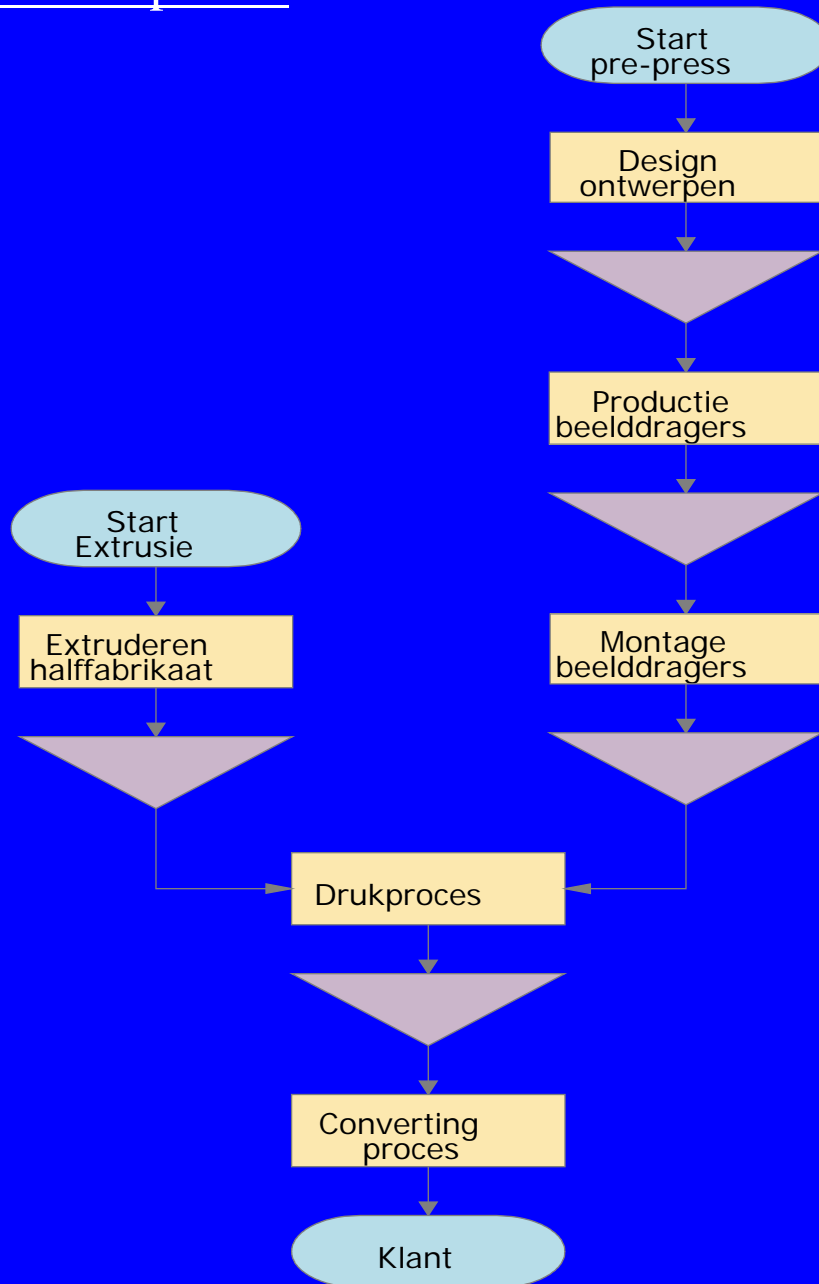 Start
pre-press
Design
ontwerpen
Productie
beelddragers
Start
Extrusie
Extruderen
halffabrikaat
Montage
beelddragers
Drukproces
Converting
proces
Klant